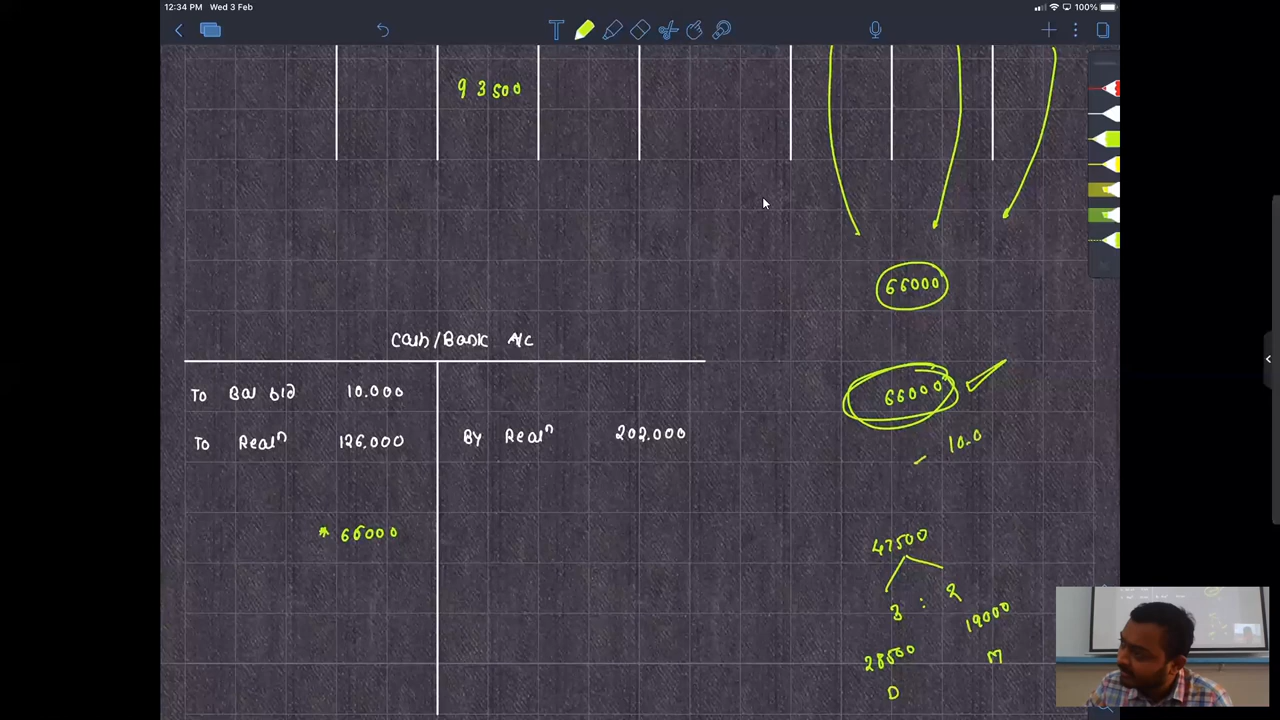 12:34 PM Wed 3 Feb
100%
93500
66000
Cash/Bank A/C
To Bal b/d 10.000
66000
To Realⁿ 126.000 By Realⁿ 202.000
- 10.0
* 66000
47500
3 : 2
28500 19000
D M